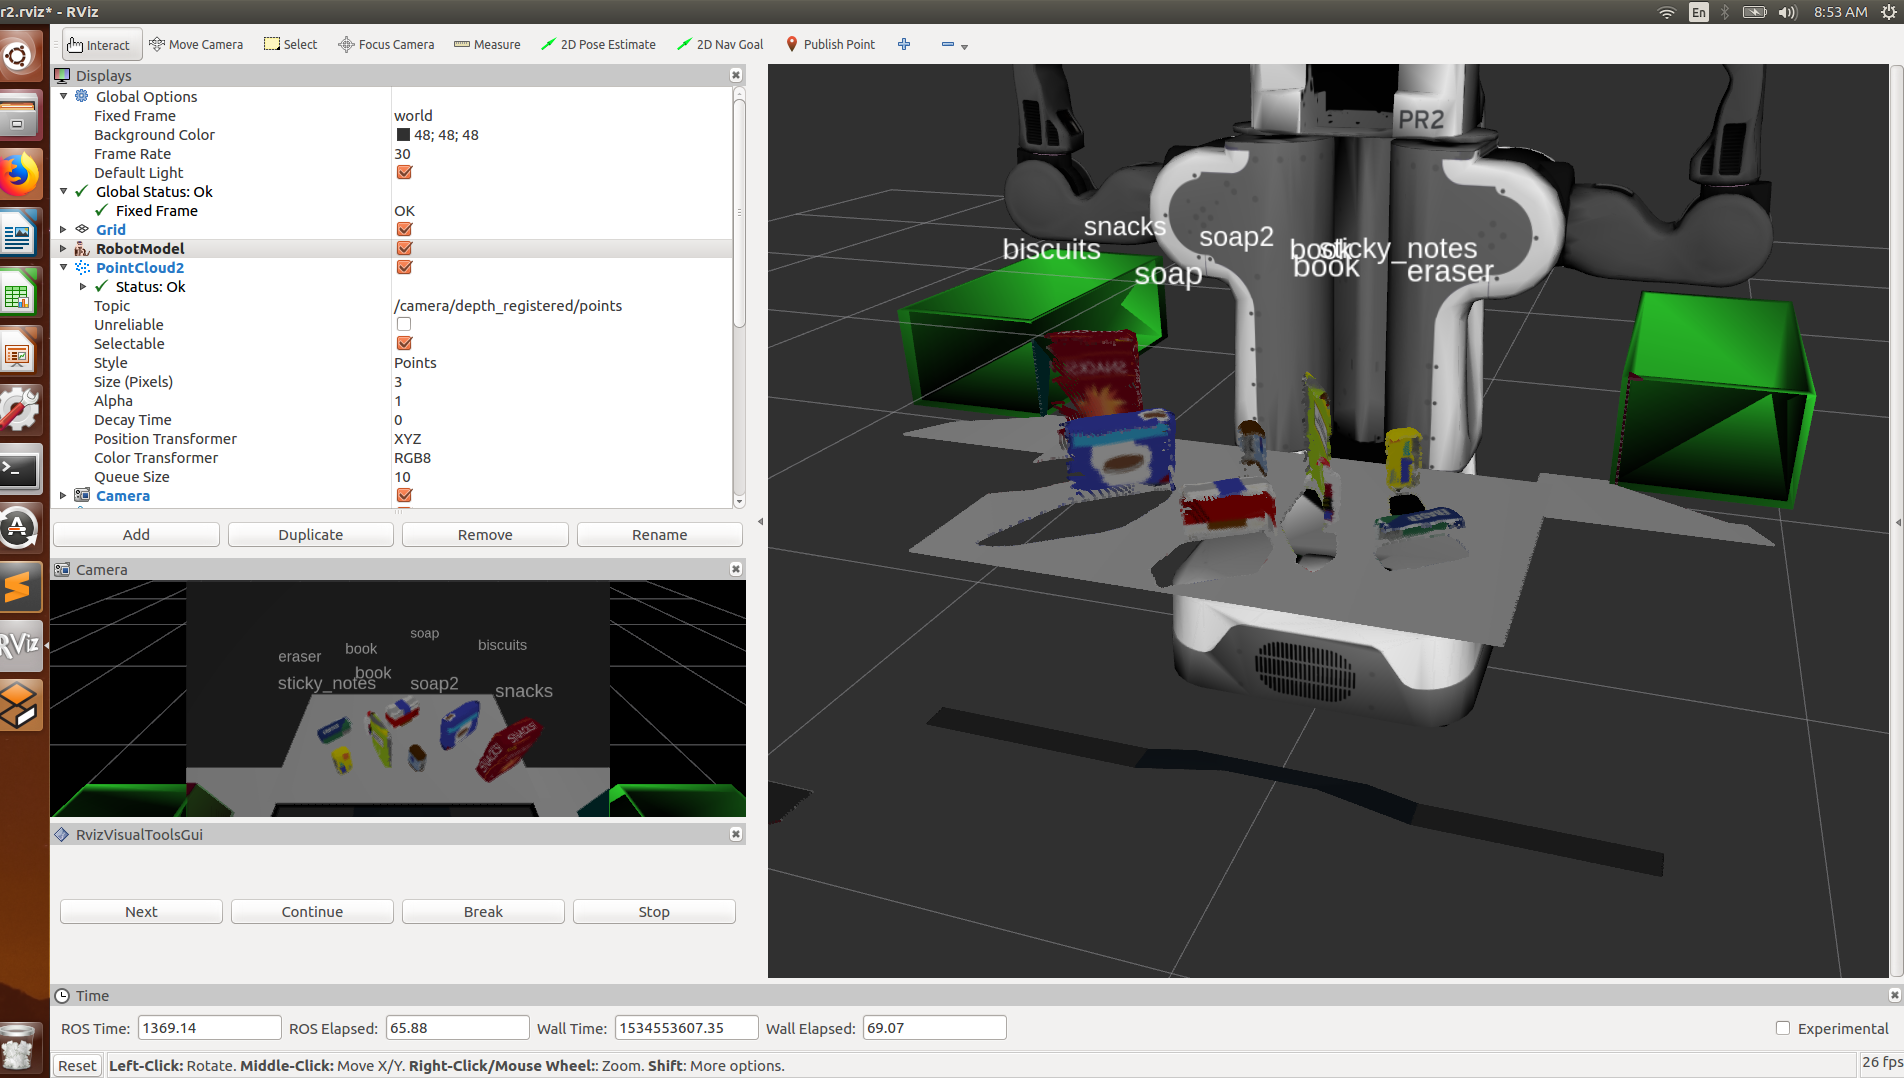 r2.rviz* - RViz
En
8:53 AM
Interact
Move Camera
Select
Focus Camera
Measure
2D Pose Estimate
2D Nav Goal
Publish Point
Displays
Global Options
Fixed Frame world
Background Color 48; 48; 48
Frame Rate 30
Default Light
Global Status: Ok
Fixed Frame OK
Grid
RobotModel
PointCloud2
Status: Ok
Topic /camera/depth_registered/points
Unreliable
Selectable
Style Points
Size (Pixels) 3
Alpha 1
Decay Time 0
Position Transformer XYZ
Color Transformer RGB8
Queue Size 10
Camera
Add
Duplicate
Remove
Rename
Camera
soap
book
biscuits
eraser
book
sticky_notes
soap2
snacks
SNACKS!
SNACKS!
RvizVisualToolsGui
Next
Continue
Break
Stop
PR2
snacks
biscuits
soap2
soap
book
sticky_notes
book
eraser
SNACKS
RViz
Time
ROS Time: 1369.14
ROS Elapsed: 65.88
Wall Time: 1534553607.35
Wall Elapsed: 69.07
Experimental
Reset
Left-Click: Rotate. Middle-Click: Move X/Y. Right-Click/Mouse Wheel:: Zoom. Shift: More options.
26 fps